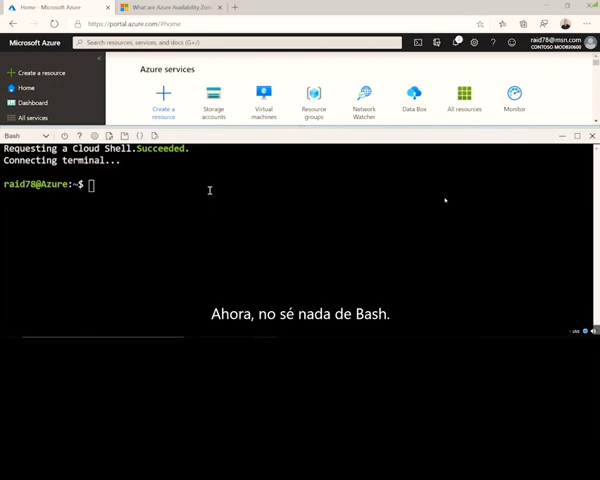 Home - Microsoft Azure
What are Azure Availability Zone
https://portal.azure.com/#home
Microsoft Azure
Search resources, services, and docs (G+/)
raid78@msn.com
Create a resource
Home
Dashboard
All services
Azure services
Create a resource
Storage accounts
Virtual machines
Resource groups
Network Watcher
Data Box
All resources
Monitor
Bash
Requesting a Cloud Shell.Succeeded.
Connecting terminal...
raid78@Azure:~$
Ahora, no sé nada de Bash.
LIVE